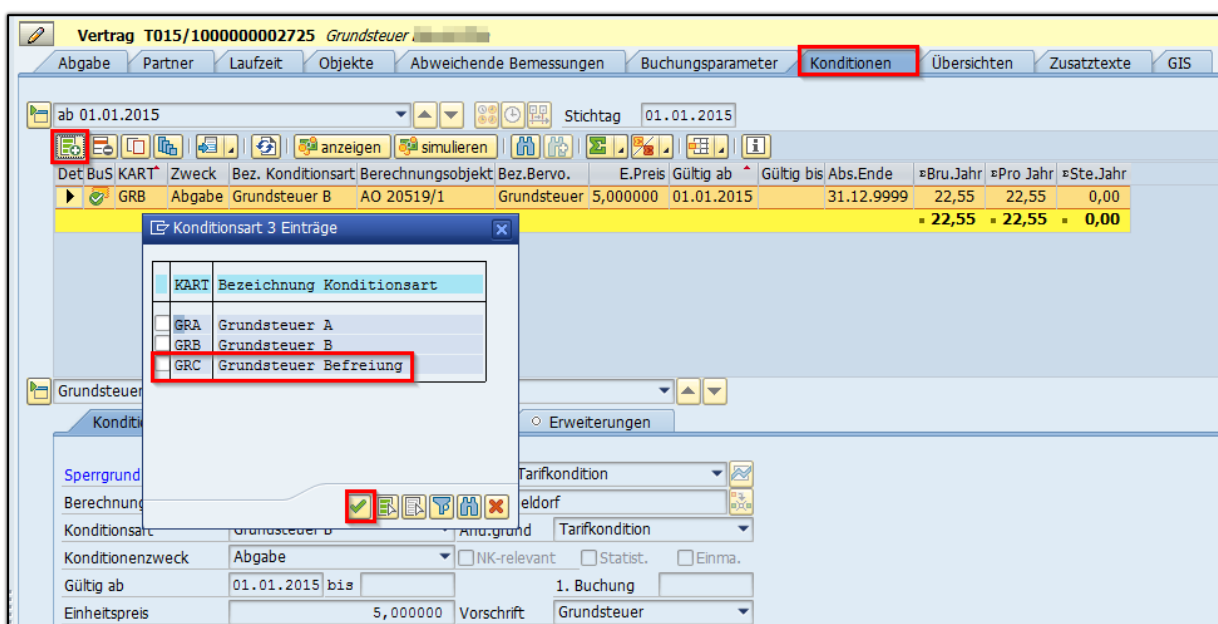 Vertrag T015/1000000002725 Grundsteuer
Abgabe Partner Laufzeit Objekte Abweichende Bemessungen Buchungsparameter Konditionen Übersichten Zusatztexte GIS
ab 01.01.2015 Stichtag 01.01.2015
anzeigen simulieren
Det BuS KART Zweck Bez. Konditionsart Berechnungsobjekt Bez.Bervo. E.Preis Gültig ab Gültig bis Abs.Ende Bru.Jahr Pro Jahr Ste.Jahr
GRB Abgabe Grundsteuer B AO 20519/1 Grundsteuer 5,000000 01.01.2015 31.12.9999 22,55 22,55 0,00
22,55 22,55 0,00
Konditionsart 3 Einträge
KART Bezeichnung Konditionsart
GRA Grundsteuer A
GRB Grundsteuer B
GRC Grundsteuer Befreiung
Grundsteuer
Konditi Erweiterungen
Sperrgrund Tarifkondition
Berechnung eldorf
Konditionsart Grundsteuer B Änd.grund Tarifkondition
Konditionenzweck Abgabe NK-relevant Statist. Einma.
Gültig ab 01.01.2015 bis 1. Buchung
Einheitspreis 5,000000 Vorschrift Grundsteuer